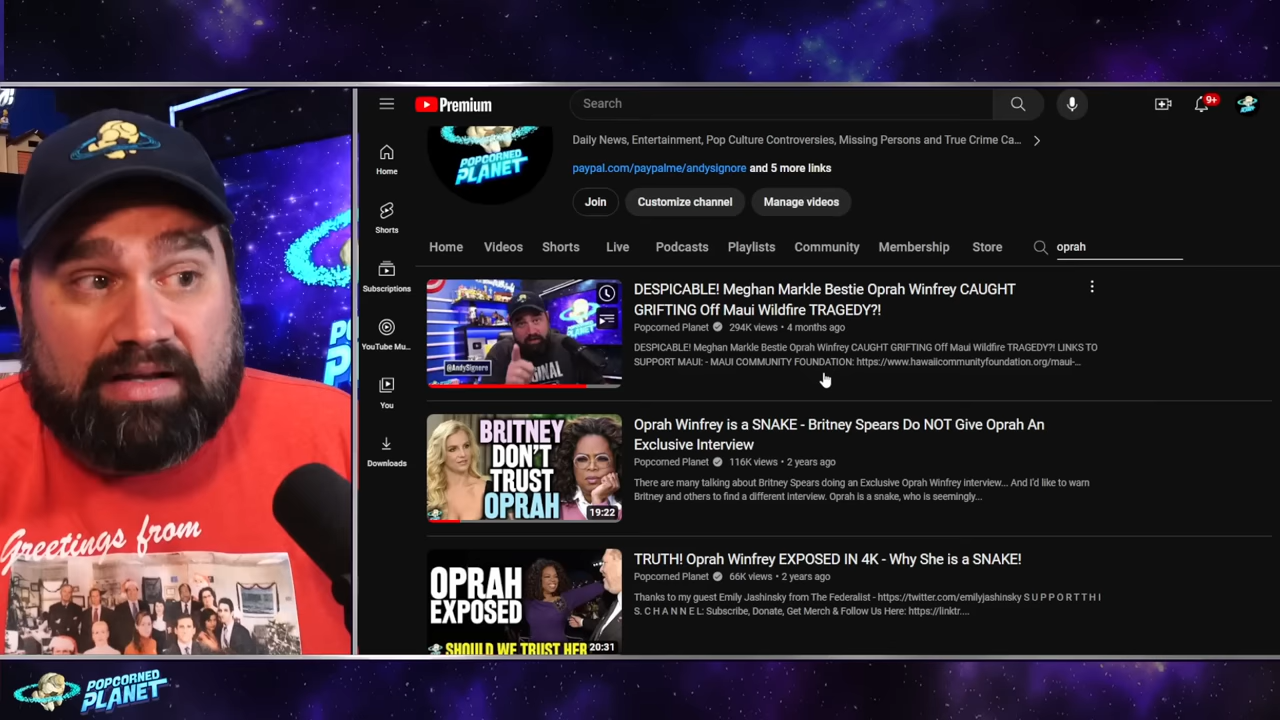 Premium
Search
9+
Daily News, Entertainment, Pop Culture Controversies, Missing Persons and True Crime Ca...
POPCORNED
PLANET
paypal.com/paypalme/andysignore and 5 more links
Join
Customize channel
Manage videos
Home
Shorts
Subscriptions
YouTube Mu...
You
Downloads
Home
Videos
Shorts
Live
Podcasts
Playlists
Community
Membership
Store
oprah
@AndySignore
DESPICABLE! Meghan Markle Bestie Oprah Winfrey CAUGHT
GRIFTING Off Maui Wildfire TRAGEDY?!
Popcorned Planet
294K views • 4 months ago
DESPICABLE! Meghan Markle Bestie Oprah Winfrey CAUGHT GRIFTING Off Maui Wildfire TRAGEDY?! LINKS TO
SUPPORT MAUI: - MAUI COMMUNITY FOUNDATION: https://www.hawaiicommunityfoundation.org/maui-...
BRITNEY
DON'T
TRUST
OPRAH
19:22
Oprah Winfrey is a SNAKE - Britney Spears Do NOT Give Oprah An
Exclusive Interview
Popcorned Planet
116K views • 2 years ago
There are many talking about Britney Spears doing an Exclusive Oprah Winfrey interview... And I'd like to warn
Britney and others to find a different interview. Oprah is a snake, who is seemingly...
OPRAH
EXPOSED
SHOULD WE TRUST HER
20:31
TRUTH! Oprah Winfrey EXPOSED IN 4K - Why She is a SNAKE!
Popcorned Planet
66K views • 2 years ago
Thanks to my guest Emily Jashinsky from The Federalist - https://twitter.com/emilyjashinsky S U P P O R T T H I
S. C H A N N E L: Subscribe, Donate, Get Merch & Follow Us Here: https://linktr....
Greetings from
POPCORNED
PLANET